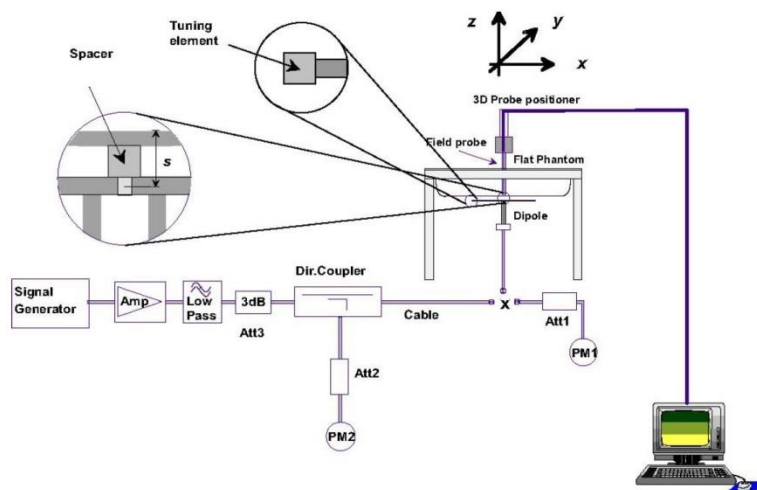 Tuning
element
Spacer
s
z
y
x
3D Probe positioner
Field probe
Flat Phantom
Dipole
Signal
Generator
Amp
Low
Pass
3dB
Att3
Dir.Coupler
Cable
x
Att1
PM1
Att2
PM2